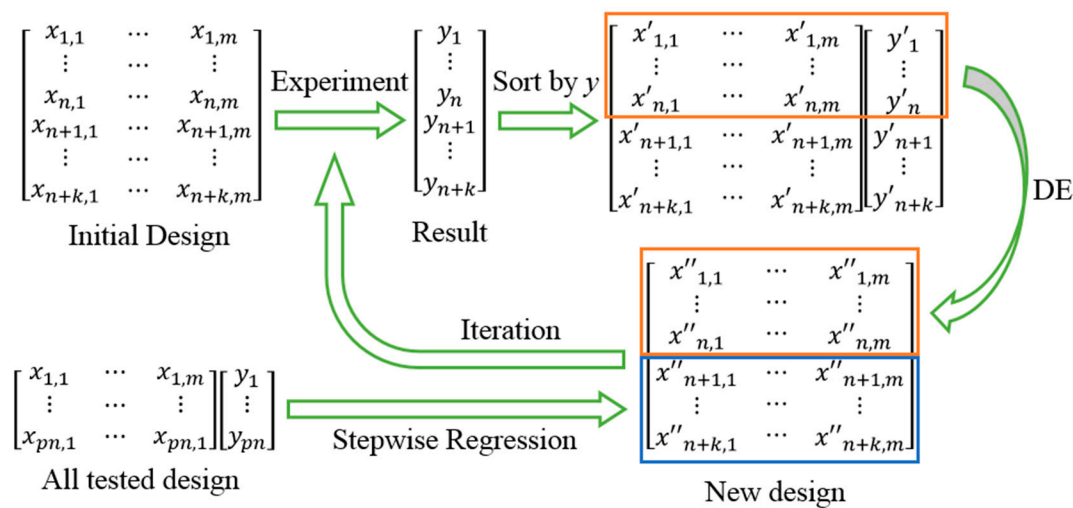 x1,1 ⋯ x1,m
⋮ ⋯ ⋮
xn,1 ⋯ xn,m
xn+1,1 ⋯ xn+1,m
⋮ ⋯ ⋮
xn+k,1 ⋯ xn+k,m
Initial Design
Experiment
y1
⋮
yn
yn+1
⋮
yn+k
Result
Sort by y
x'1,1 ⋯ x'1,m y'1
⋮ ⋯ ⋮ ⋮
x'n,1 ⋯ x'n,m y'n
x'n+1,1 ⋯ x'n+1,m y'n+1
⋮ ⋯ ⋮ ⋮
x'n+k,1 ⋯ x'n+k,m y'n+k
DE
x''1,1 ⋯ x''1,m
⋮ ⋯ ⋮
x''n,1 ⋯ x''n,m
x''n+1,1 ⋯ x''n+1,m
⋮ ⋯ ⋮
x''n+k,1 ⋯ x''n+k,m
New design
Iteration
x1,1 ⋯ x1,m y1
⋮ ⋯ ⋮ ⋮
xpn,1 ⋯ xpn,1 ypn
All tested design
Stepwise Regression